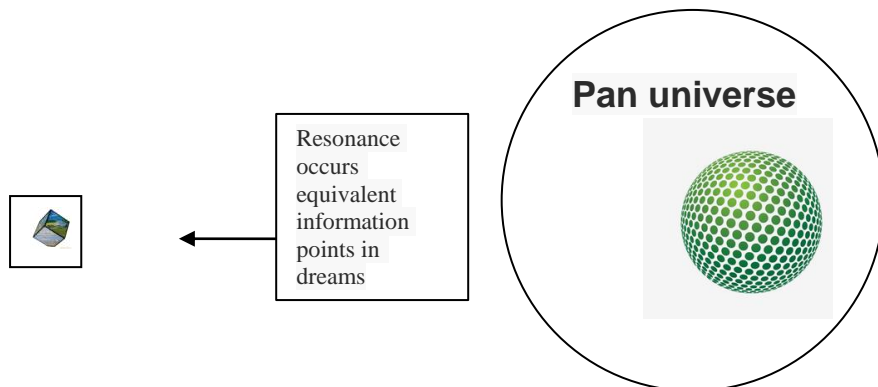 Pan universe
Resonance
occurs
equivalent
information
points in
dreams